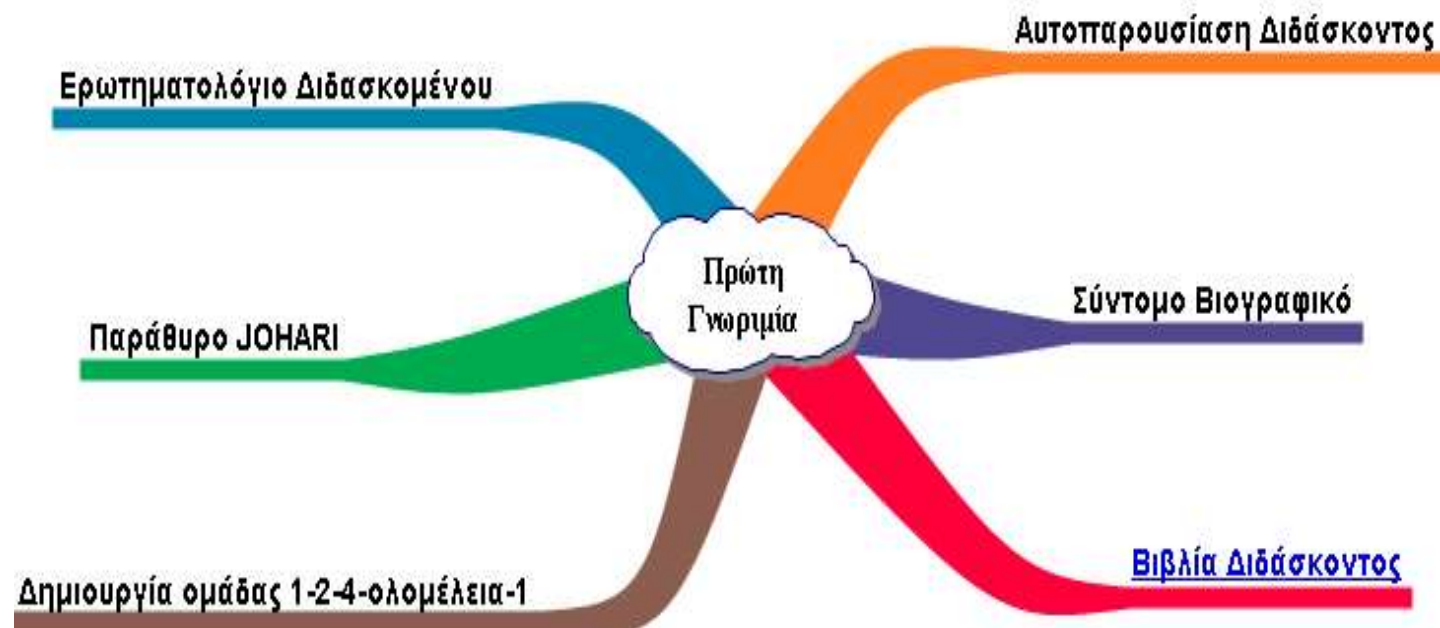 Αυτοπαρουσίαση Διδάσκοντος
Ερωτηματολόγιο Διδασκομένου
Πρώτη
Γνωριμία
Σύντομο Βιογραφικό
Παράθυρο JOHARI
Βιβλία Διδάσκοντος
Δημιουργία ομάδας 1-2-4-ολομέλεια-1